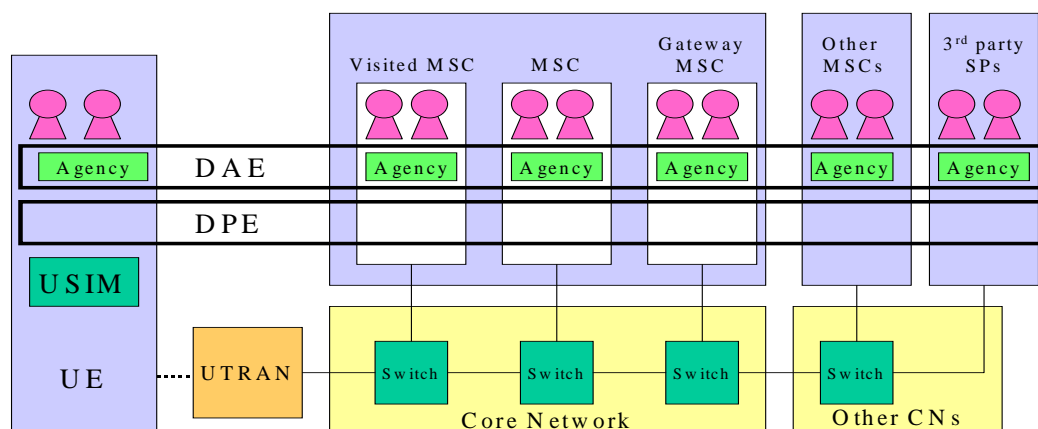 Visited MSC
MSC
Gateway
MSC
Other
MSCs
3rd party
SPs
Agency
DAE
Agency
Agency
Agency
Agency
Agency
DPE
USIM
UE
UTRAN
Switch
Switch
Switch
Switch
Core Network
Other CNs